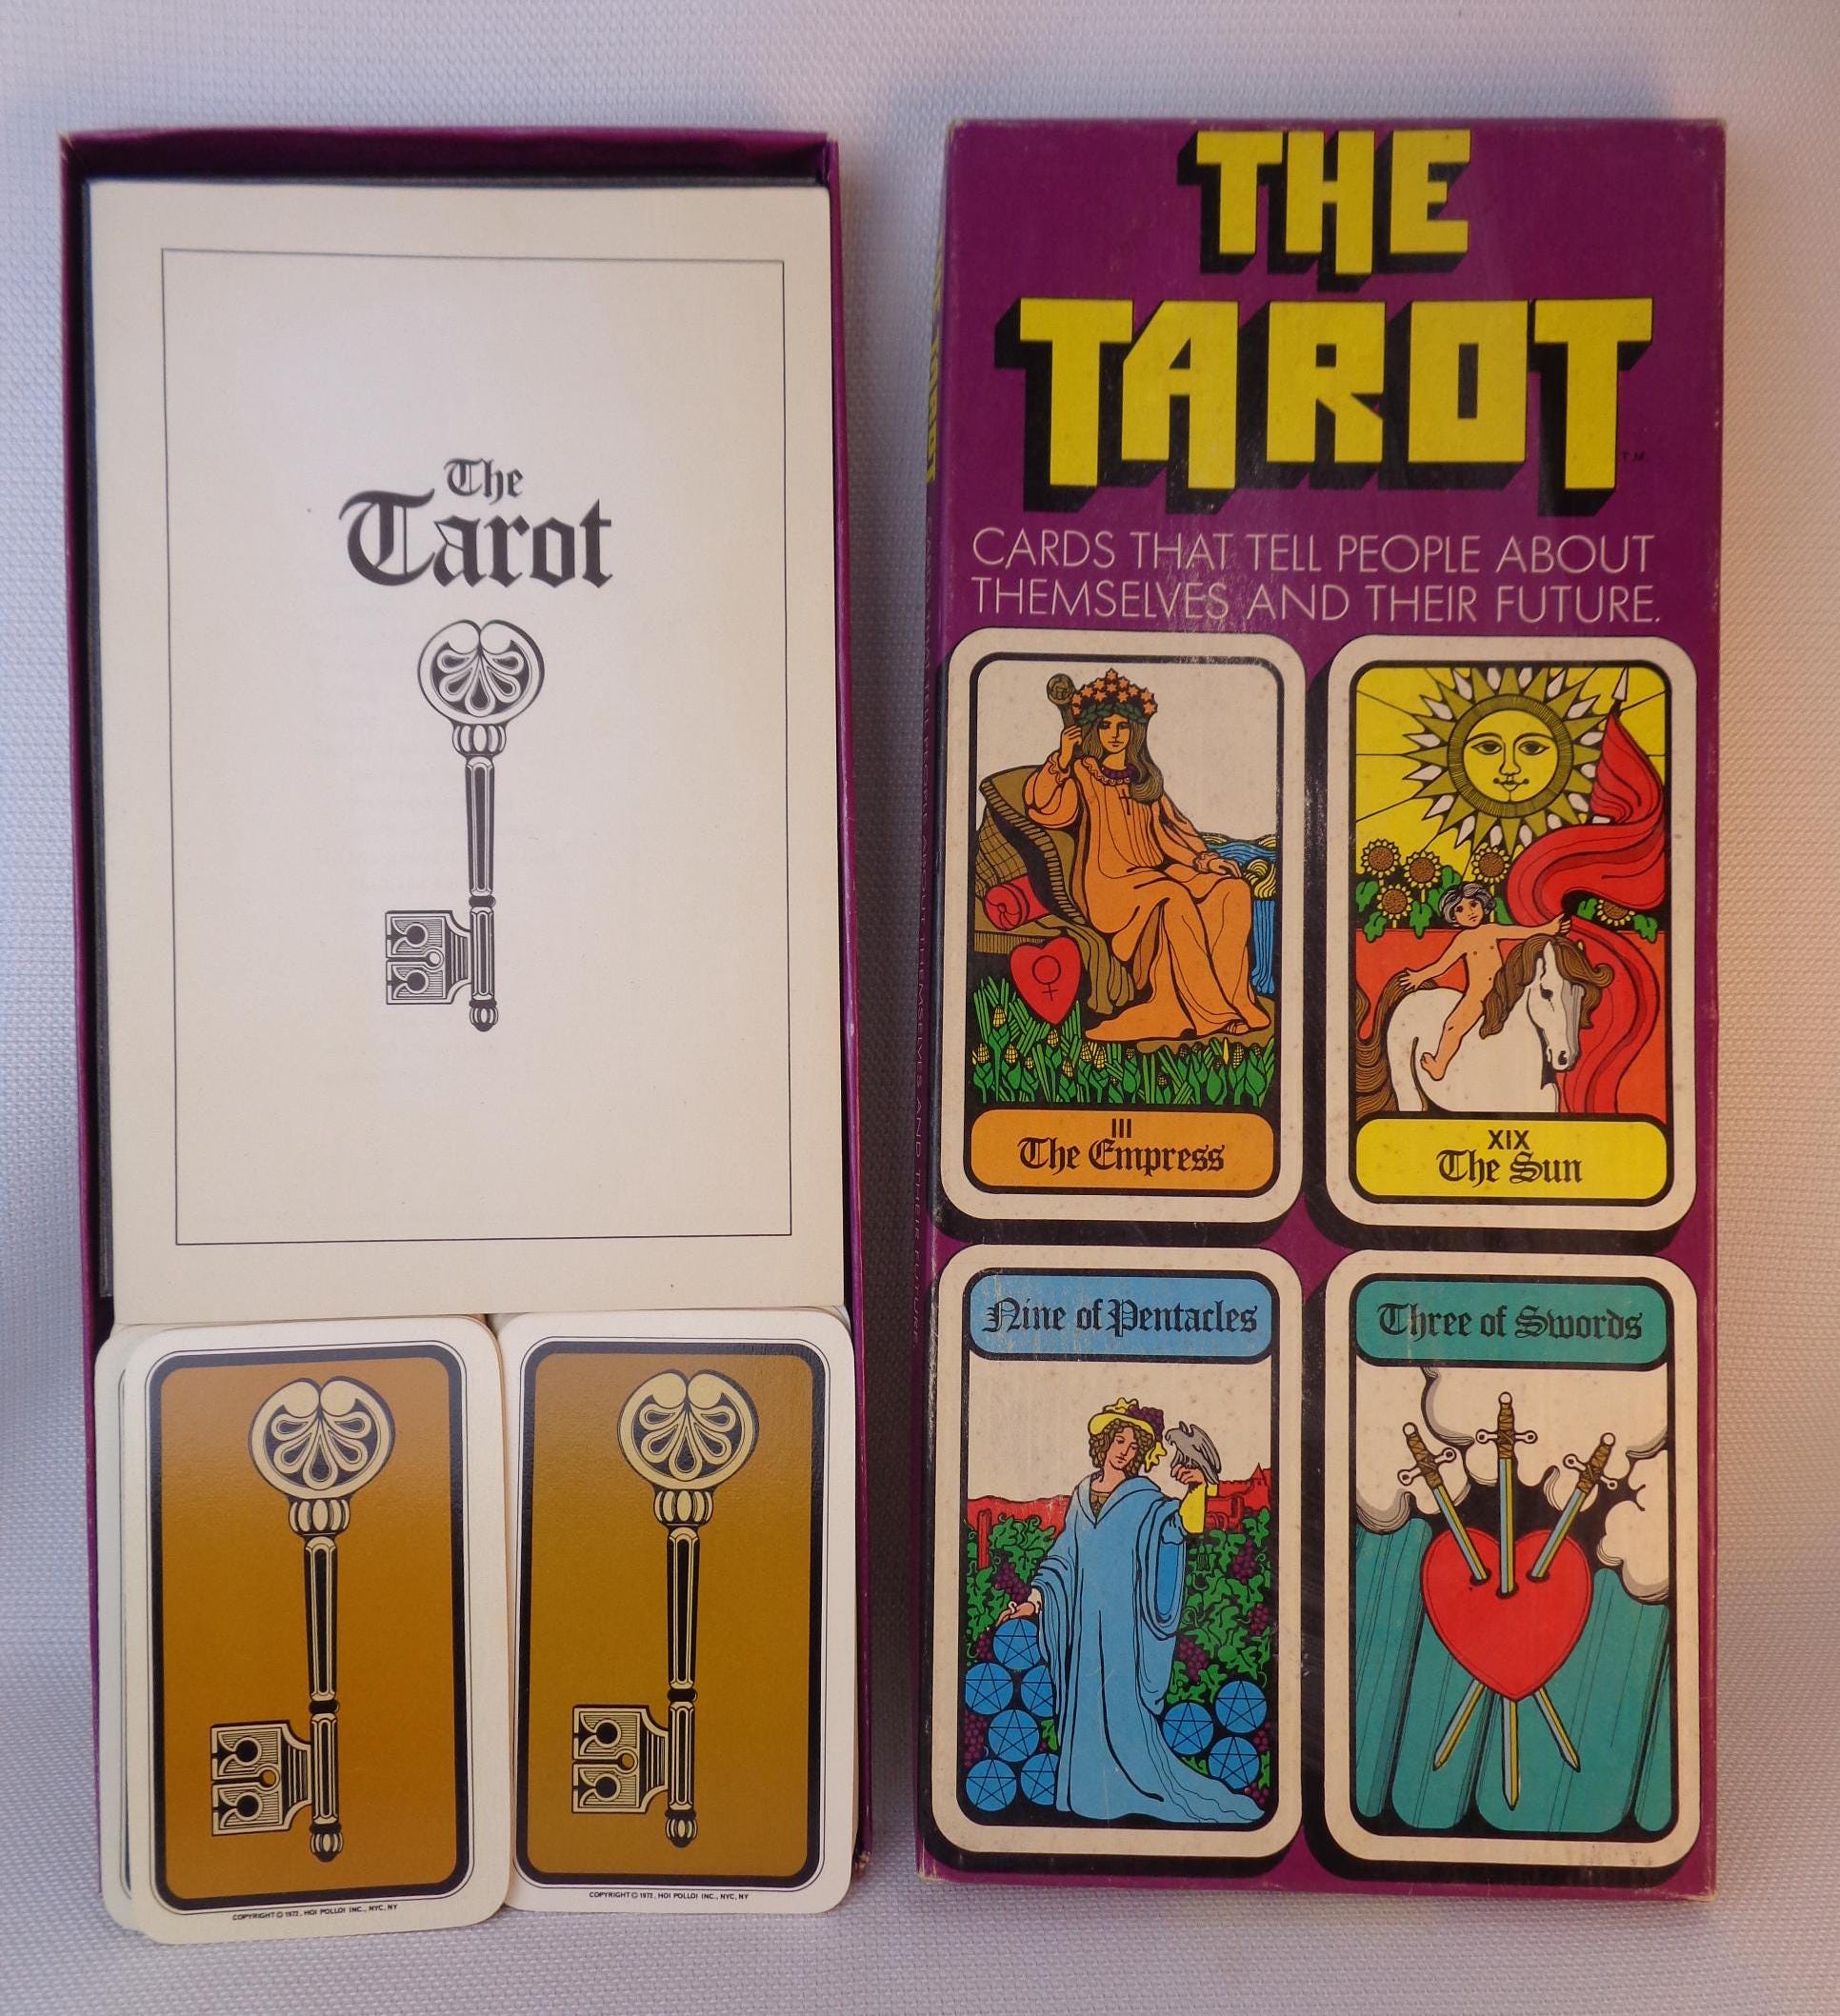 The
Tarot
COPYRIGHT © 1972, HOI POLLOI INC., NYC, NY
COPYRIGHT © 1972, HOI POLLOI INC., NYC, NY
THE
TAROT
T.M.
CARDS THAT TELL PEOPLE ABOUT
THEMSELVES AND THEIR FUTURE.
III
The Empress
XIX
The Sun
Nine of Pentacles
Three of Swords